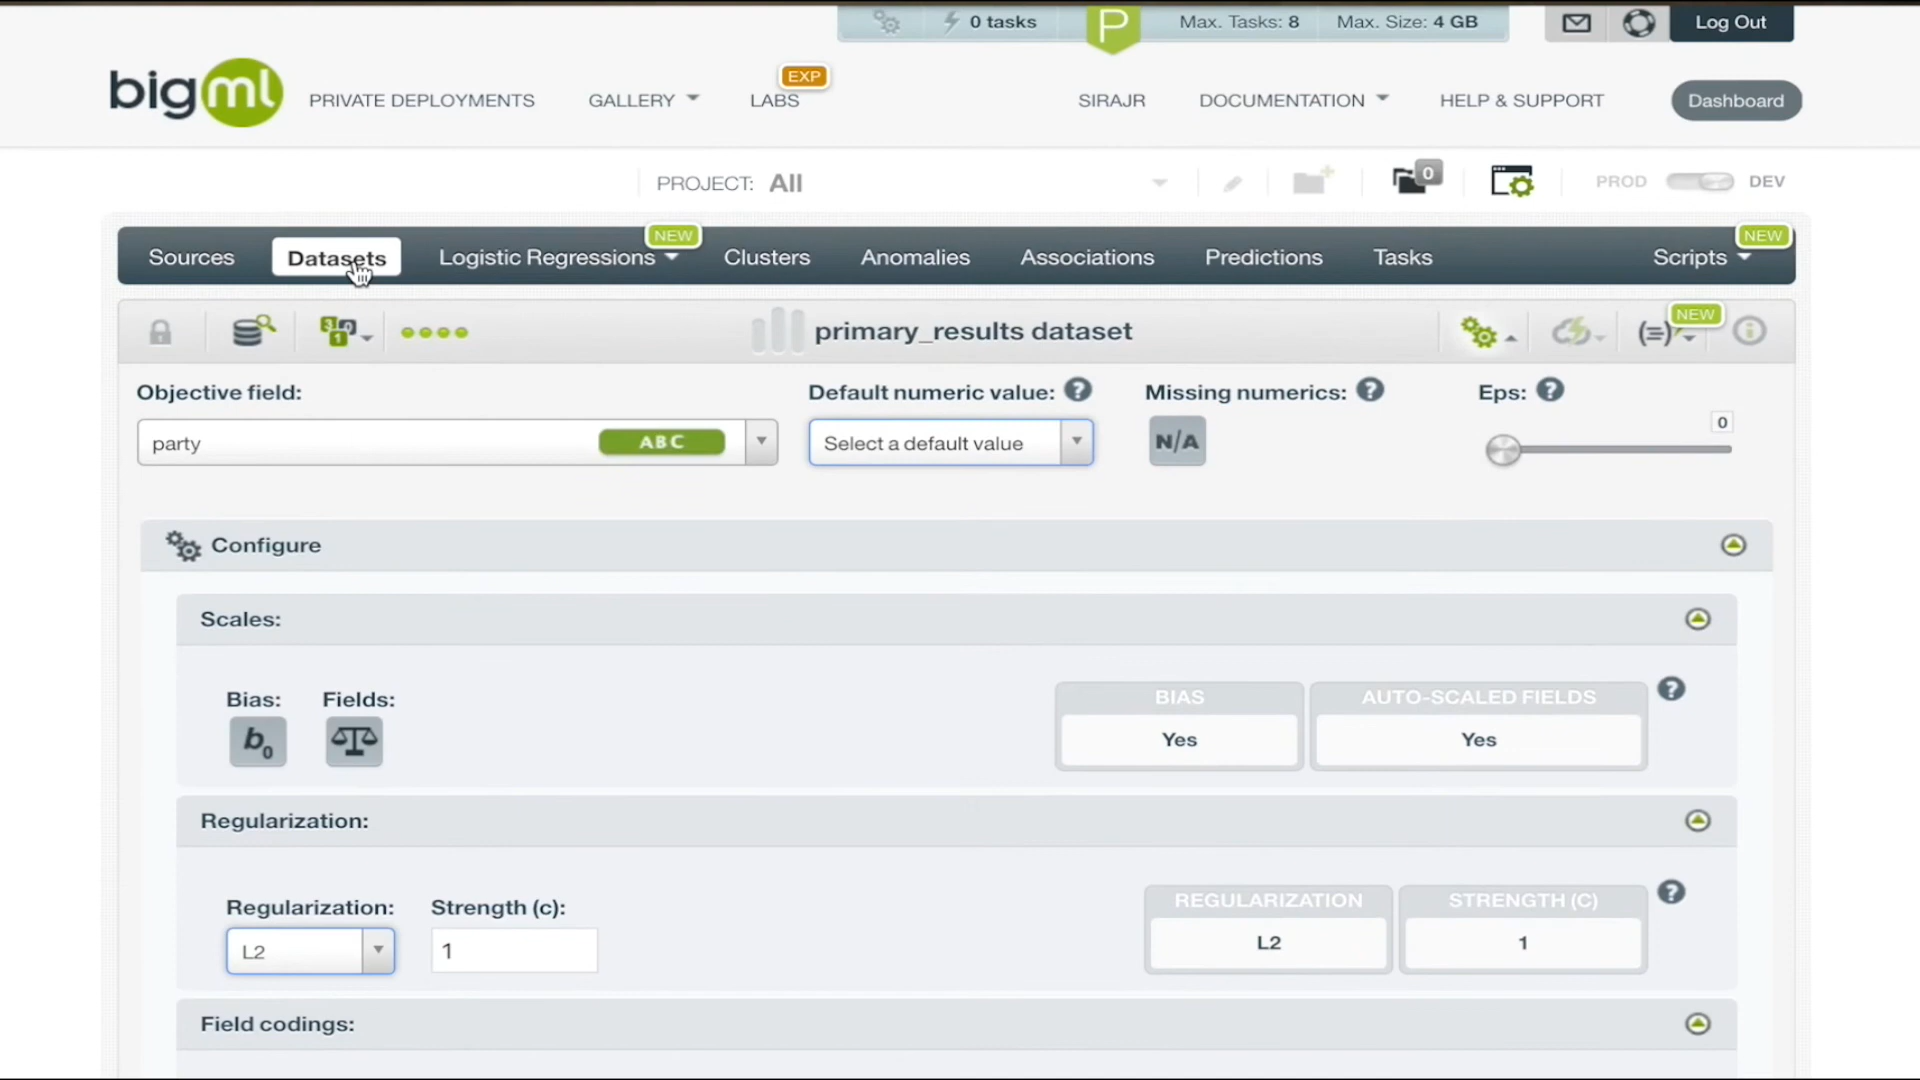 0 tasks P Max. Tasks: 8 Max. Size: 4 GB Log Out
bigml PRIVATE DEPLOYMENTS GALLERY LABS EXP SIRAJR DOCUMENTATION HELP & SUPPORT Dashboard
PROJECT: All 0 PROD DEV
Sources Datasets Logistic Regressions NEW Clusters Anomalies Associations Predictions Tasks Scripts NEW
primary_results dataset NEW
Objective field: Default numeric value: ? Missing numerics: ? Eps: ?
party ABC Select a default value N/A 0
Configure
Scales:
Bias: Fields: BIAS AUTO-SCALED FIELDS ?
b0 Yes Yes
Regularization:
Regularization: Strength (c): REGULARIZATION STRENGTH (C) ?
L2 1 L2 1
Field codings: